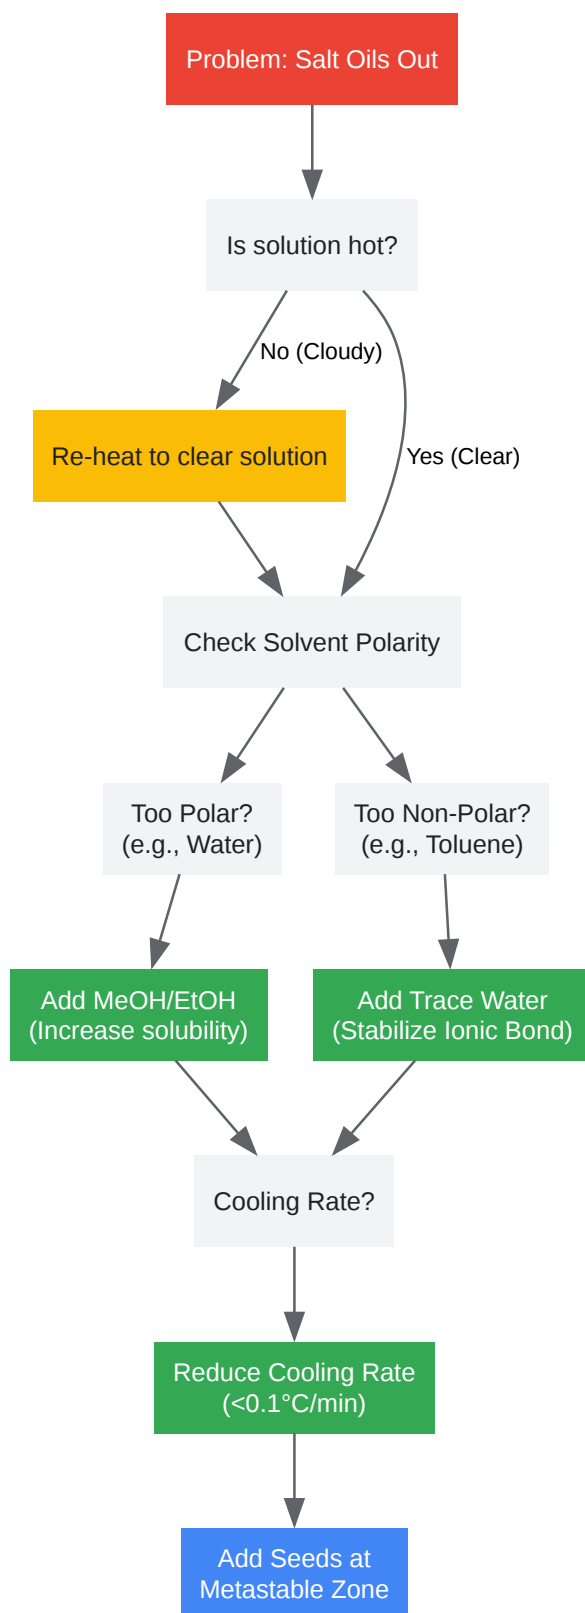 Problem: Salt Oils Out
Is solution hot?
No (Cloudy)
Re-heat to clear solution
Yes (Clear)
Check Solvent Polarity
Too Polar?
(e.g., Water)
Too Non-Polar?
(e.g., Toluene)
Add MeOH/EtOH
(Increase solubility)
Add Trace Water
(Stabilize Ionic Bond)
Cooling Rate?
Reduce Cooling Rate
(<0.1°C/min)
Add Seeds at
Metastable Zone